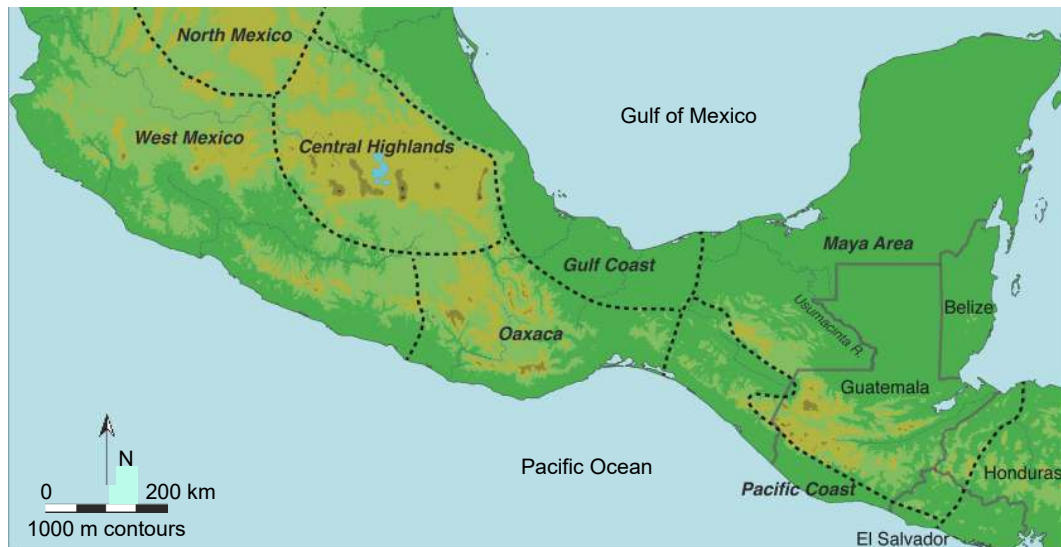 North Mexico
Gulf of Mexico
West Mexico
Central Highlands
Maya Area
Gulf Coast
Usumacinta R.
Belize
Oaxaca
Guatemala
N
Pacific Ocean
Honduras
0 200 km
Pacific Coast
1000 m contours
El Salvador